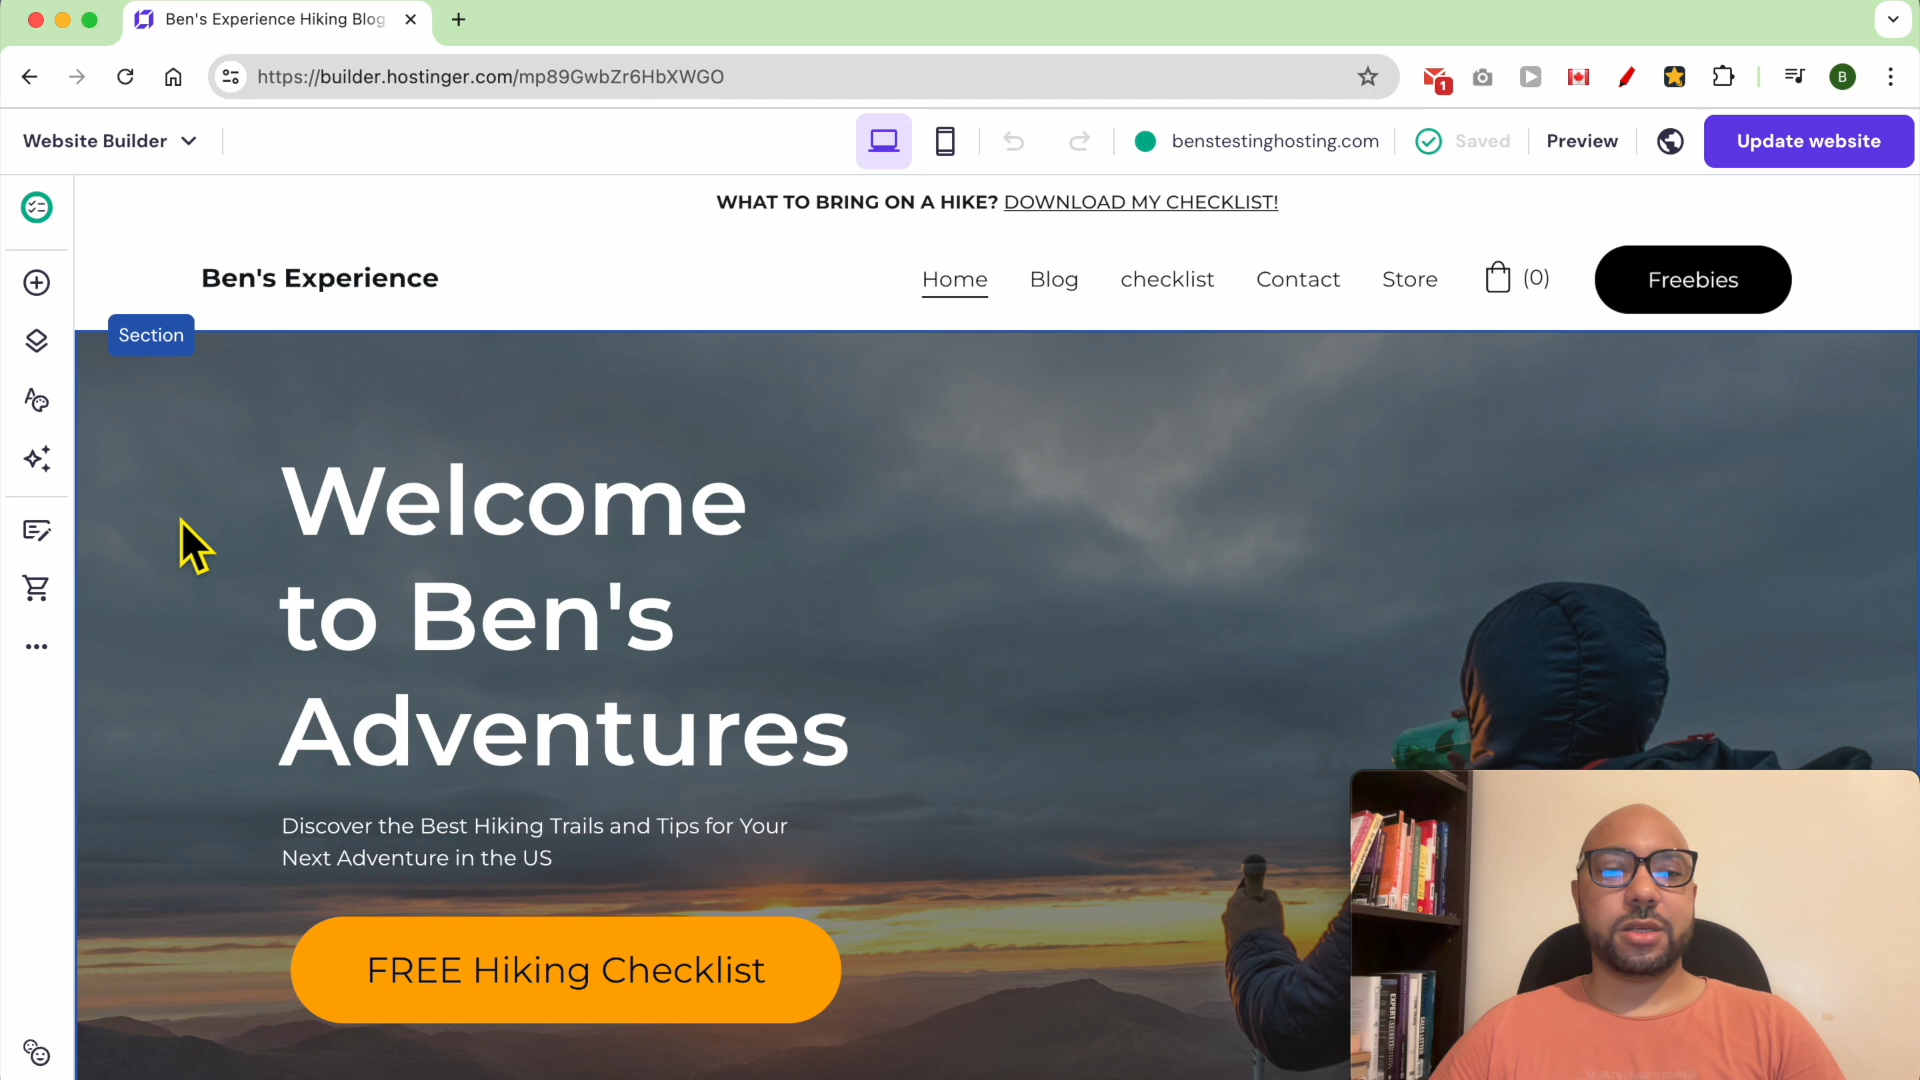 Ben's Experience Hiking Blog
https://builder.hostinger.com/mp89GwbZr6HbXWGO
1
B
Website Builder
benstestinghosting.com
Saved
Preview
Update website
WHAT TO BRING ON A HIKE? DOWNLOAD MY CHECKLIST!
Ben's Experience
Home
Blog
checklist
Contact
Store
(0)
Freebies
Section
Welcome
to Ben's
Adventures
Discover the Best Hiking Trails and Tips for Your
Next Adventure in the US
FREE Hiking Checklist
EXPERT